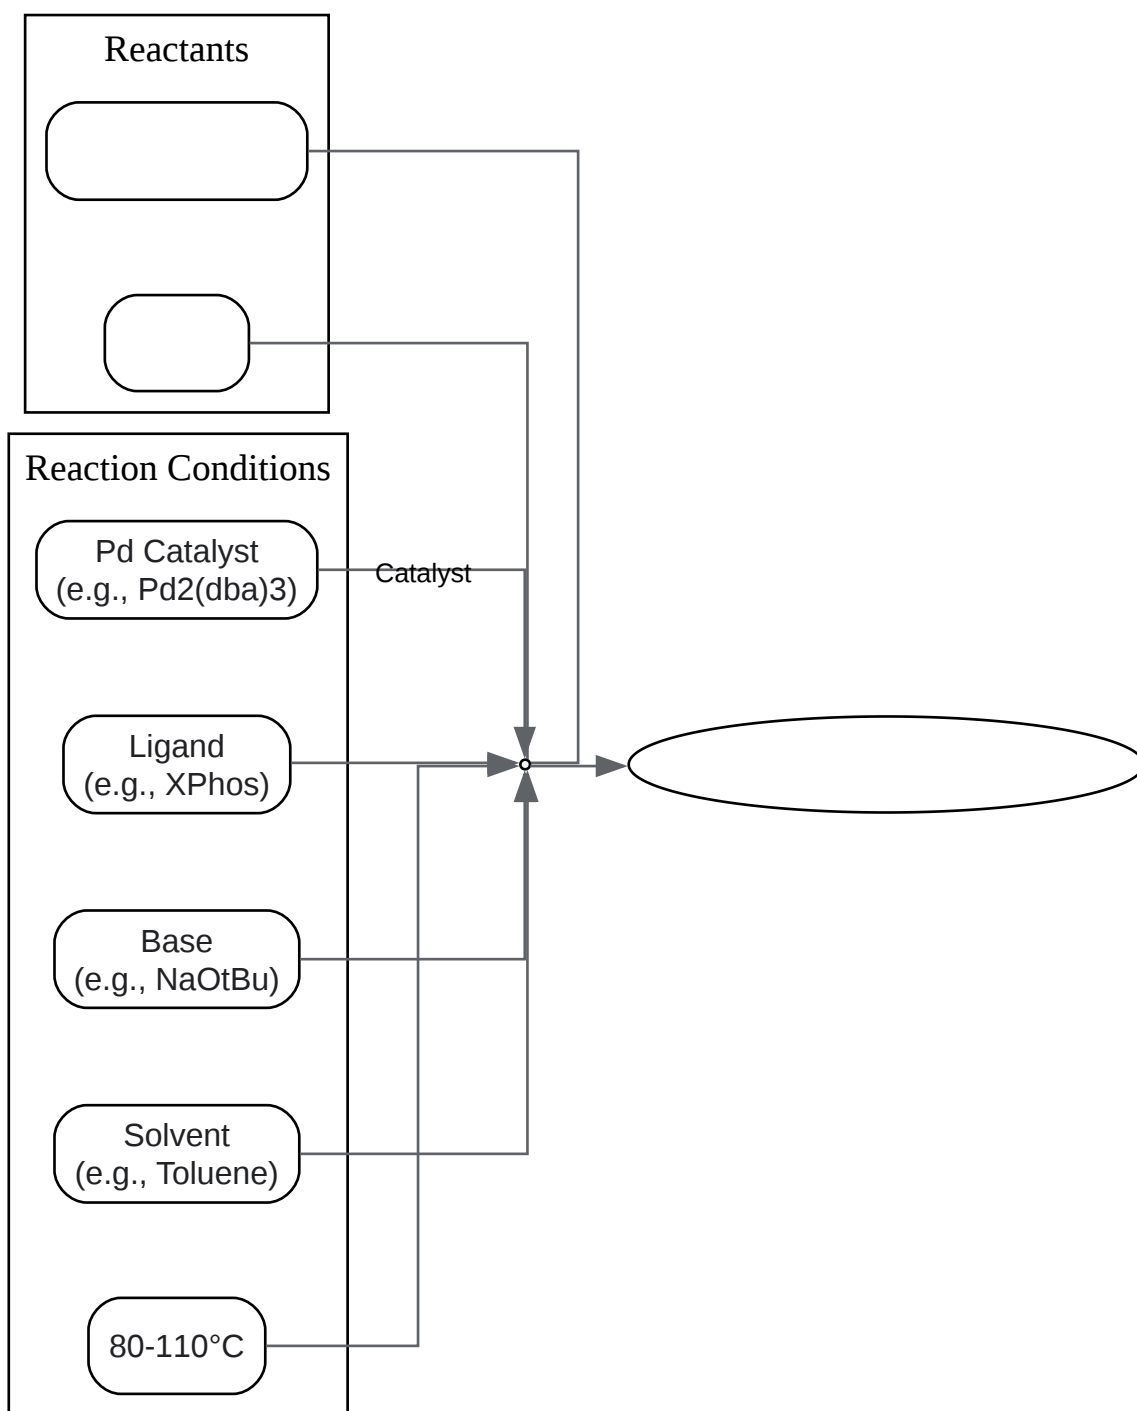 Reactants
Reaction Conditions
Pd Catalyst
(e.g., Pd2(dba)3)
Catalyst
Ligand
(e.g., XPhos)
Base
(e.g., NaOtBu)
Solvent
(e.g., Toluene)
80-110°C